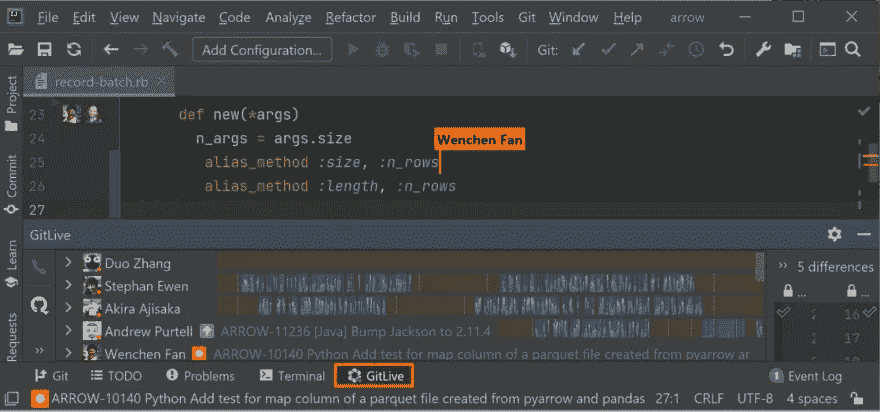 File Edit View Navigate Code Analyze Refactor Build Run Tools Git Window Help arrow
Add Configuration... Git:
record-batch.rb
Project
23 def new(*args)
24 n_args = args.size
Wenchen Fan
25 alias_method :size, :n_rows
26 alias_method :length, :n_rows
27
Commit
GitLive
Learn
Duo Zhang
5 differences
Stephan Ewen
Akira Ajisaka
16
Andrew Purtell ARROW-11236 [Java] Bump Jackson to 2.11.4
17
Requests
Wenchen Fan ARROW-10140 Python Add test for map column of a parquet file created from pyarrow ar
Git TODO Problems Terminal GitLive 1 Event Log
ARROW-10140 Python Add test for map column of a parquet file created from pyarrow and pandas 27:1 CRLF UTF-8 4 spaces